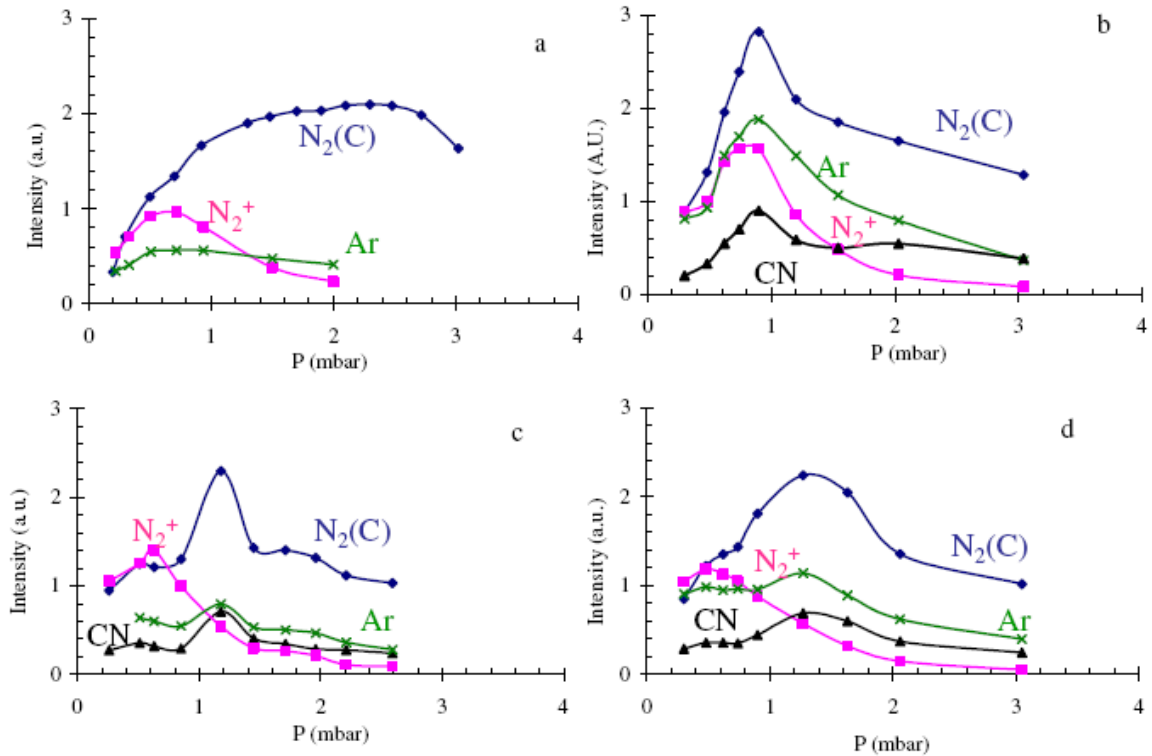 a
Intensity (a.u.)
3
2
1
0
N₂(C)
N₂⁺
Ar
0 1 2 3 4
P (mbar)
b
Intensity (A.U.)
3
2
1
0
N₂(C)
Ar
N₂⁺
CN
0 1 2 3 4
P (mbar)
c
Intensity (a.u.)
3
2
1
0
N₂⁺
N₂(C)
CN
Ar
0 1 2 3 4
P (mbar)
d
Intensity (a.u.)
3
2
1
0
N₂⁺
N₂(C)
CN
Ar
0 1 2 3 4
P (mbar)